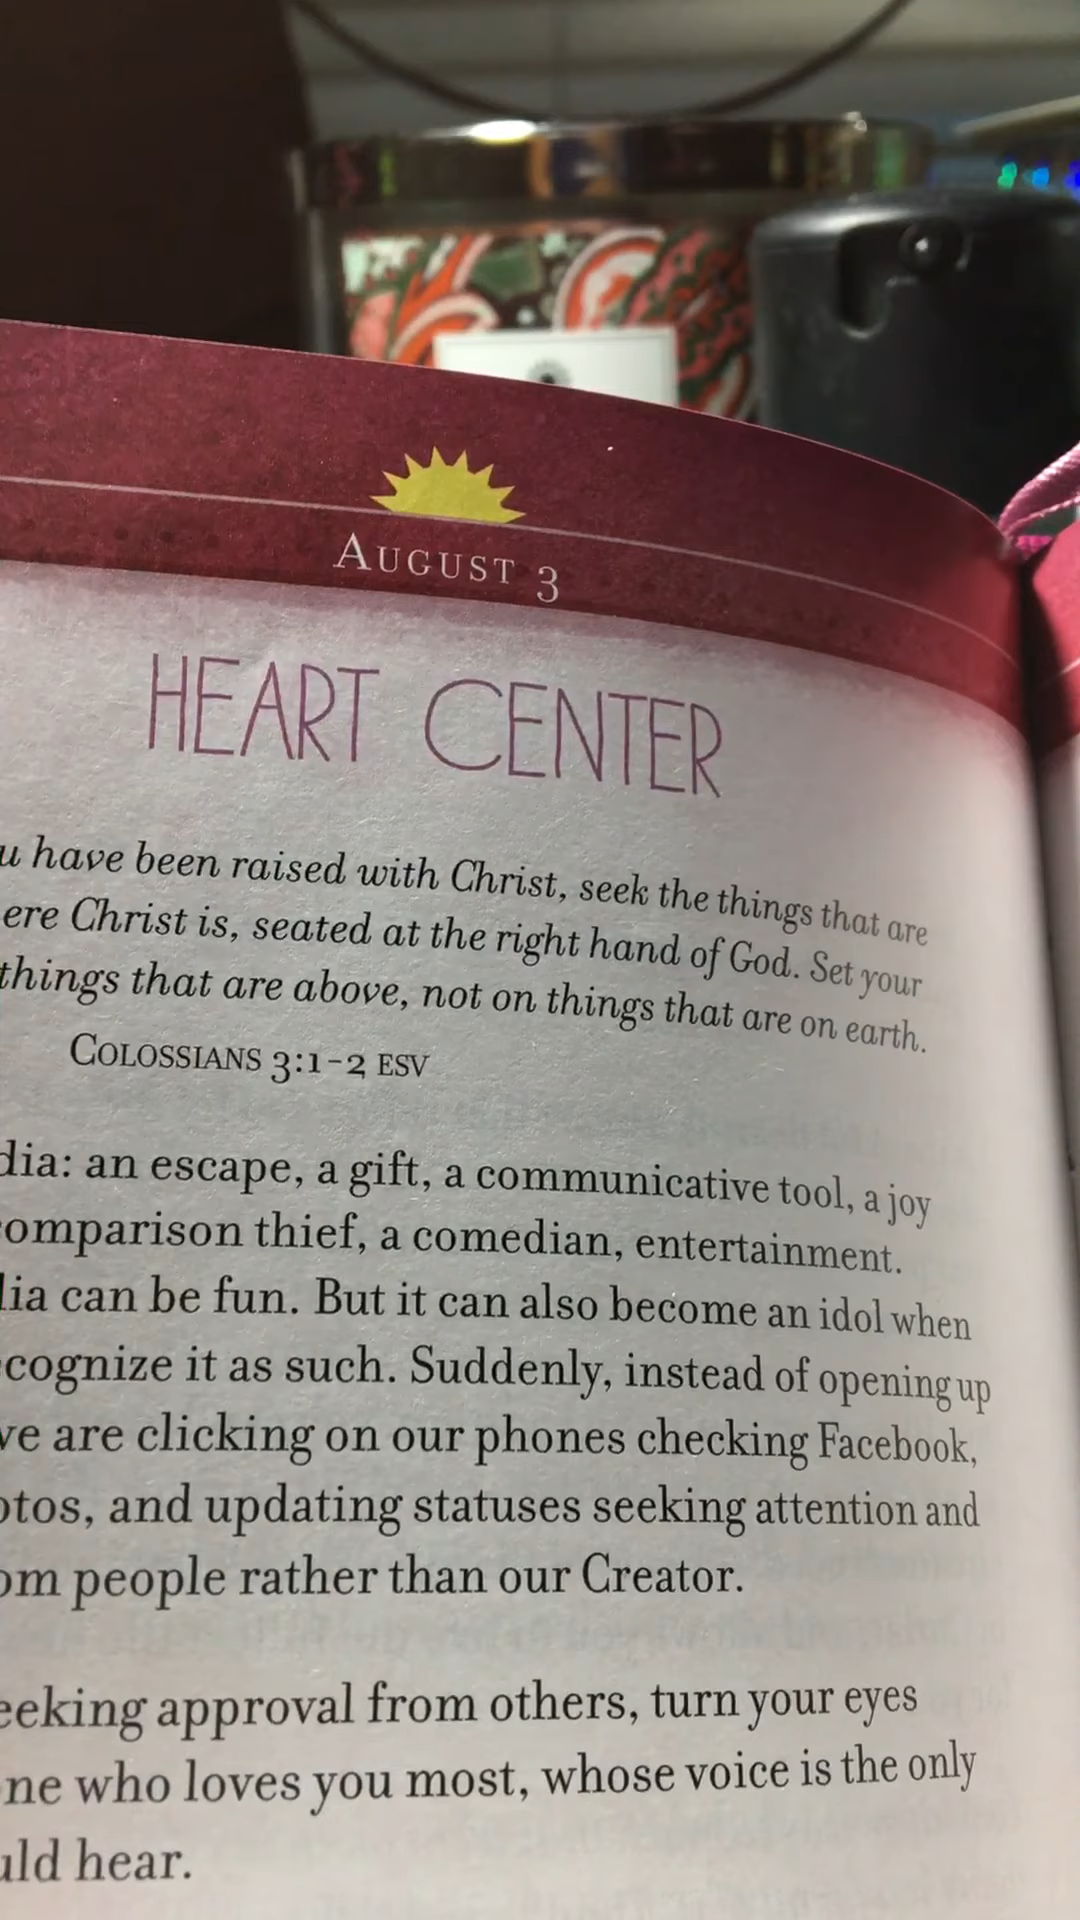 AUGUST 3
HEART CENTER
u have been raised with Christ, seek the things that are
ere Christ is, seated at the right hand of God. Set your
things that are above, not on things that are on earth.
COLOSSIANS 3:1-2 ESV
dia: an escape, a gift, a communicative tool, a joy
omparison thief, a comedian, entertainment.
lia can be fun. But it can also become an idol when
cognize it as such. Suddenly, instead of opening up
ve are clicking on our phones checking Facebook,
otos, and updating statuses seeking attention and
om people rather than our Creator.
eeking approval from others, turn your eyes
ne who loves you most, whose voice is the only
uld hear.